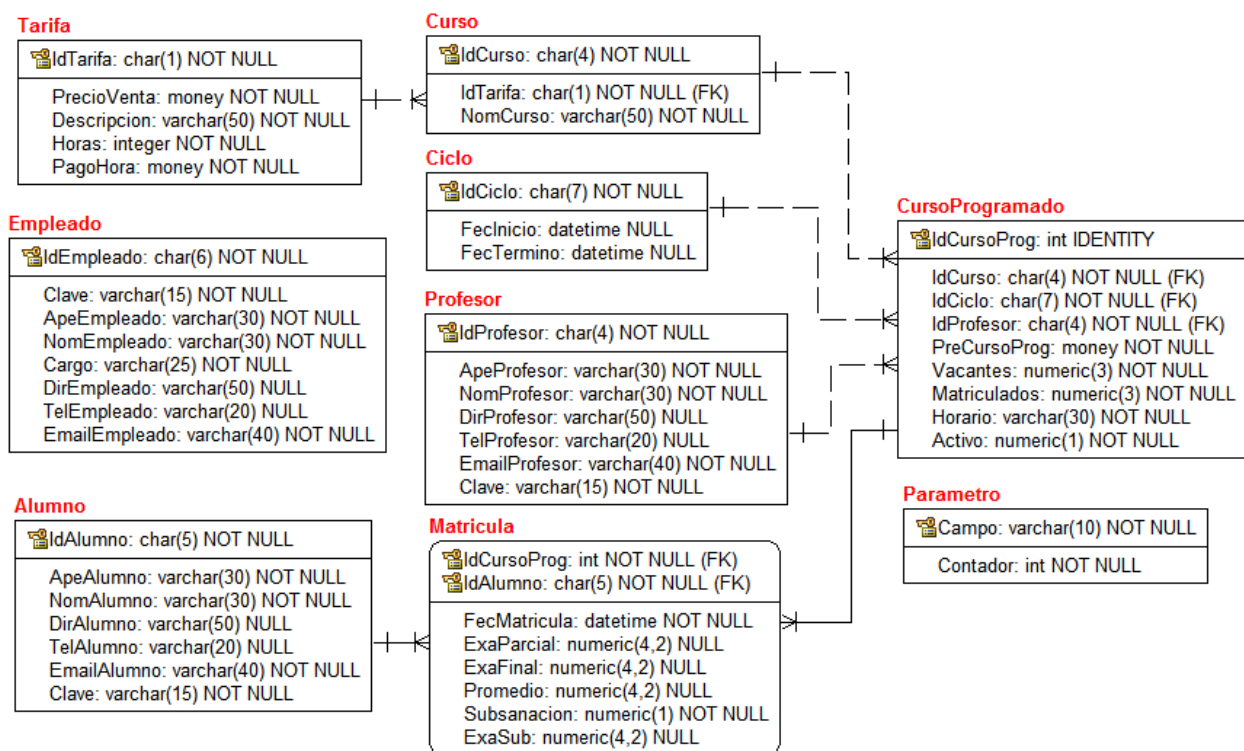 Tarifa
IdTarifa: char(1) NOT NULL
PrecioVenta: money NOT NULL
Descripcion: varchar(50) NOT NULL
Horas: integer NOT NULL
PagoHora: money NOT NULL
Curso
IdCurso: char(4) NOT NULL
IdTarifa: char(1) NOT NULL (FK)
NomCurso: varchar(50) NOT NULL
Ciclo
IdCiclo: char(7) NOT NULL
FecInicio: datetime NULL
FecTermino: datetime NULL
CursoProgramado
IdCursoProg: int IDENTITY
IdCurso: char(4) NOT NULL (FK)
IdCiclo: char(7) NOT NULL (FK)
IdProfesor: char(4) NOT NULL (FK)
PreCursoProg: money NOT NULL
Vacantes: numeric(3) NOT NULL
Matriculados: numeric(3) NOT NULL
Horario: varchar(30) NOT NULL
Activo: numeric(1) NOT NULL
Empleado
IdEmpleado: char(6) NOT NULL
Clave: varchar(15) NOT NULL
ApeEmpleado: varchar(30) NOT NULL
NomEmpleado: varchar(30) NOT NULL
Cargo: varchar(25) NOT NULL
DirEmpleado: varchar(50) NULL
TelEmpleado: varchar(20) NULL
EmailEmpleado: varchar(40) NOT NULL
Profesor
IdProfesor: char(4) NOT NULL
ApeProfesor: varchar(30) NOT NULL
NomProfesor: varchar(30) NOT NULL
DirProfesor: varchar(50) NULL
TelProfesor: varchar(20) NULL
EmailProfesor: varchar(40) NOT NULL
Clave: varchar(15) NOT NULL
Parametro
Campo: varchar(10) NOT NULL
Contador: int NOT NULL
Alumno
IdAlumno: char(5) NOT NULL
ApeAlumno: varchar(30) NOT NULL
NomAlumno: varchar(30) NOT NULL
DirAlumno: varchar(50) NULL
TelAlumno: varchar(20) NULL
EmailAlumno: varchar(40) NOT NULL
Clave: varchar(15) NOT NULL
Matricula
IdCursoProg: int NOT NULL (FK)
IdAlumno: char(5) NOT NULL (FK)
FecMatricula: datetime NOT NULL
ExaParcial: numeric(4,2) NULL
ExaFinal: numeric(4,2) NULL
Promedio: numeric(4,2) NULL
Subsanacion: numeric(1) NOT NULL
ExaSub: numeric(4,2) NULL